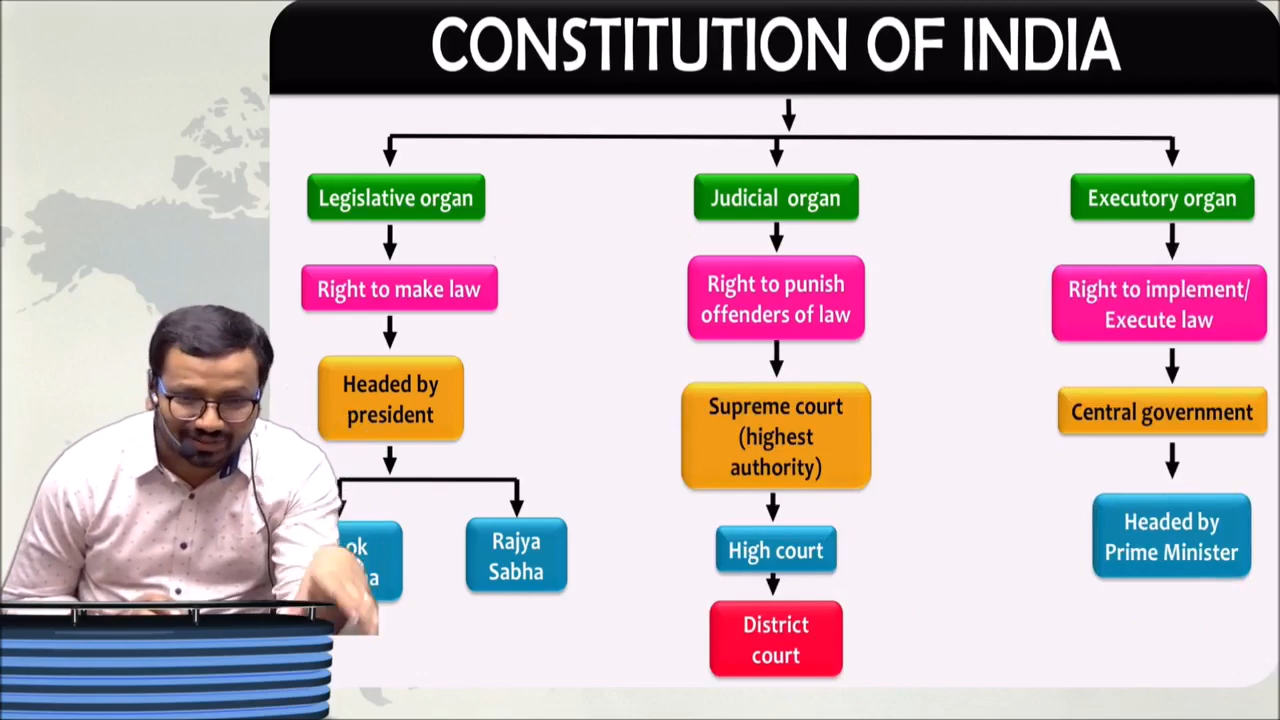 CONSTITUTION OF INDIA
Legislative organ
Judicial organ
Executory organ
Right to make law
Right to punish
offenders of law
Right to implement/
Execute law
Headed by
president
Supreme court
(highest
authority)
Central government
Rajya
Sabha
High court
Headed by
Prime Minister
District
court